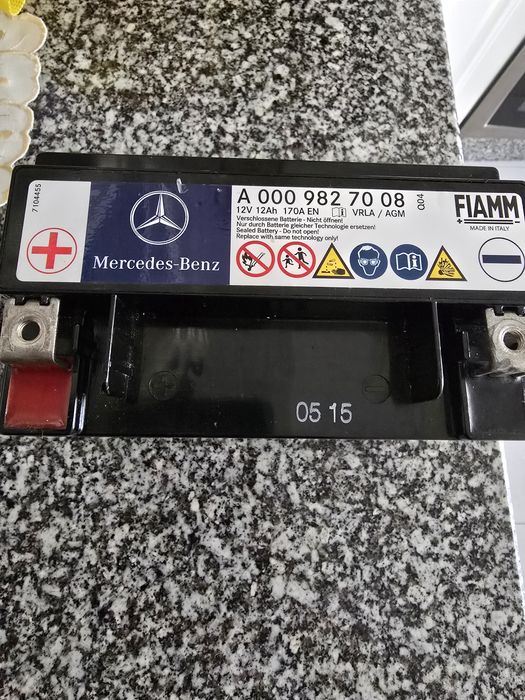 7104455
Mercedes-Benz
A 000 982 70 08
Q04
12V 12Ah 170A EN VRLA / AGM
Verschlossene Batterie - Nicht öffnen!
Nur durch Batterie gleicher Technologie ersetzen!
Sealed Battery - Do not open!
Replace with same technology only!
FIAMM
MADE IN ITALY
05 15